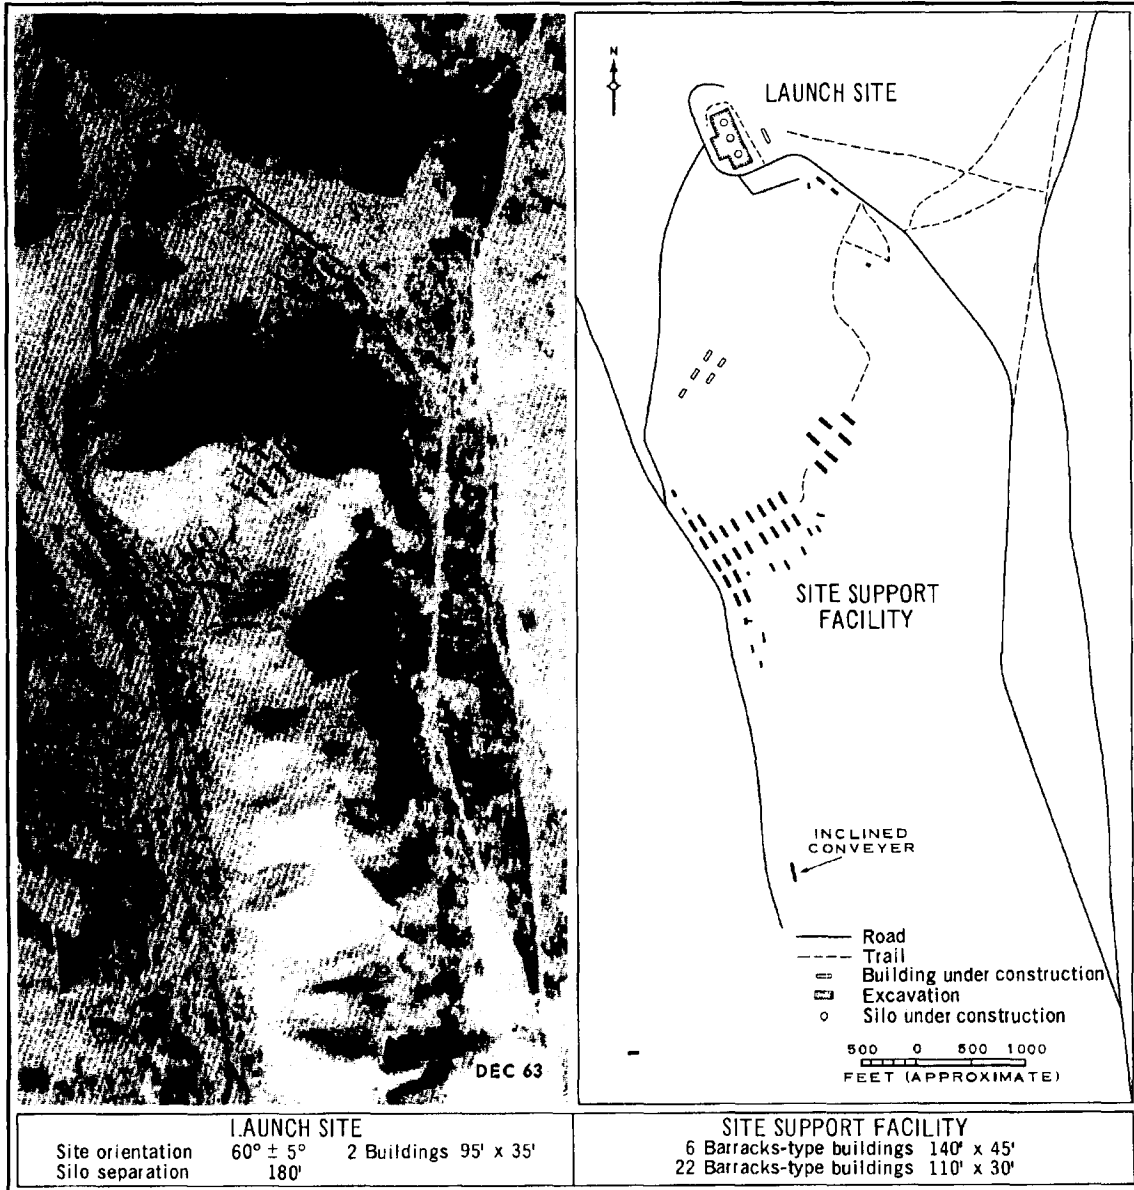 N
LAUNCH SITE
SITE SUPPORT
FACILITY
INCLINED
CONVEYER
Road
Trail
Building under construction
Excavation
Silo under construction
500 0 500 1000
FEET (APPROXIMATE)
DEC 63
LAUNCH SITE
Site orientation 60° ± 5° 2 Buildings 95' x 35'
Silo separation 180'
SITE SUPPORT FACILITY
6 Barracks-type buildings 140' x 45'
22 Barracks-type buildings 110' x 30'